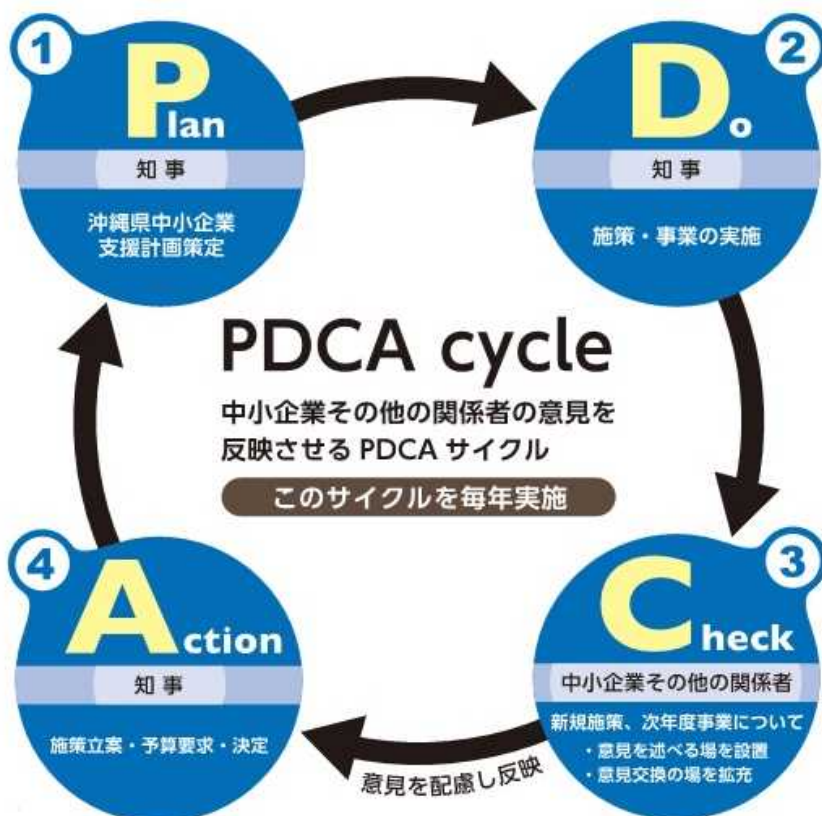 1
Plan
知事
沖縄県中小企業
支援計画策定
2
Do
知事
施策・事業の実施
PDCA cycle
中小企業その他の関係者の意見を
反映させる PDCA サイクル
このサイクルを毎年実施
3
Check
中小企業その他の関係者
新規施策、次年度事業について
・意見を述べる場を設置
・意見交換の場を拡充
意見を配慮し反映
4
Action
知事
施策立案・予算要求・決定